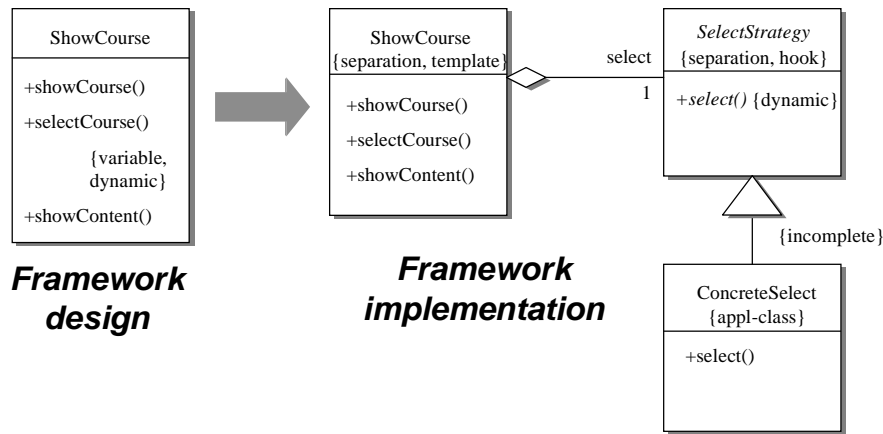 ShowCourse
+showCourse()
+selectCourse()
{variable,
dynamic}
+showContent()
Framework
design
ShowCourse
{separation, template}
+showCourse()
+selectCourse()
+showContent()
select
1
SelectStrategy
{separation, hook}
+select() {dynamic}
{incomplete}
Framework
implementation
ConcreteSelect
{appl-class}
+select()